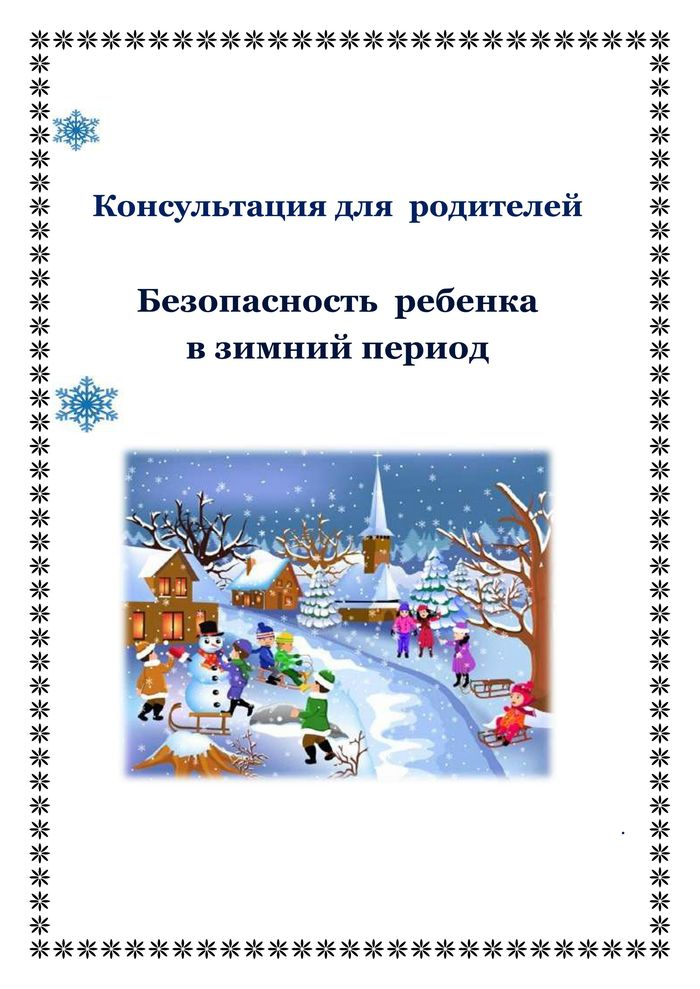 Консультация для родителей
Безопасность ребенка
в зимний период
.